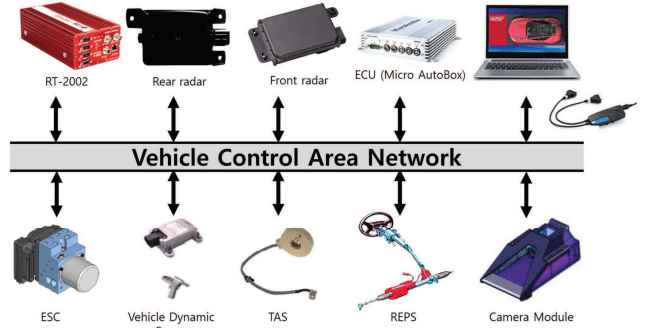 RT-2002
Rear radar
Front radar
ECU (Micro AutoBox)
Vehicle Control Area Network
ESC
Vehicle Dynamic
TAS
REPS
Camera Module